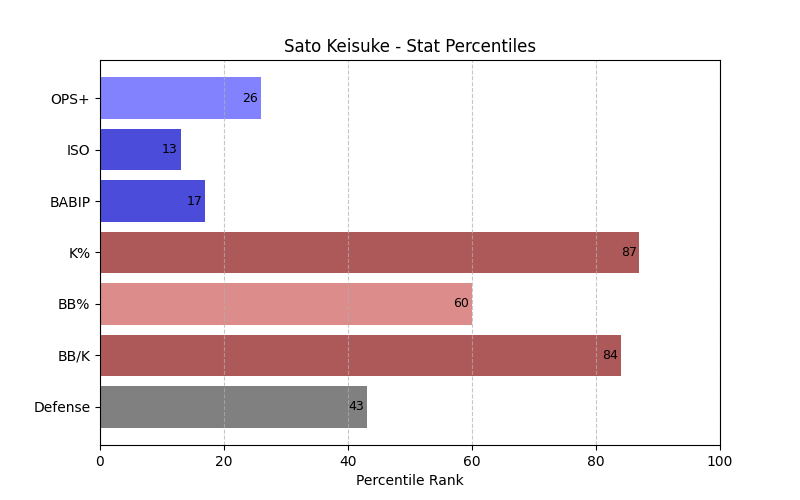 Sato Keisuke - Stat Percentiles
OPS+ 26
ISO 13
BABIP 17
K% 87
BB% 60
BB/K 84
Defense 43
0 20 40 60 80 100
Percentile Rank